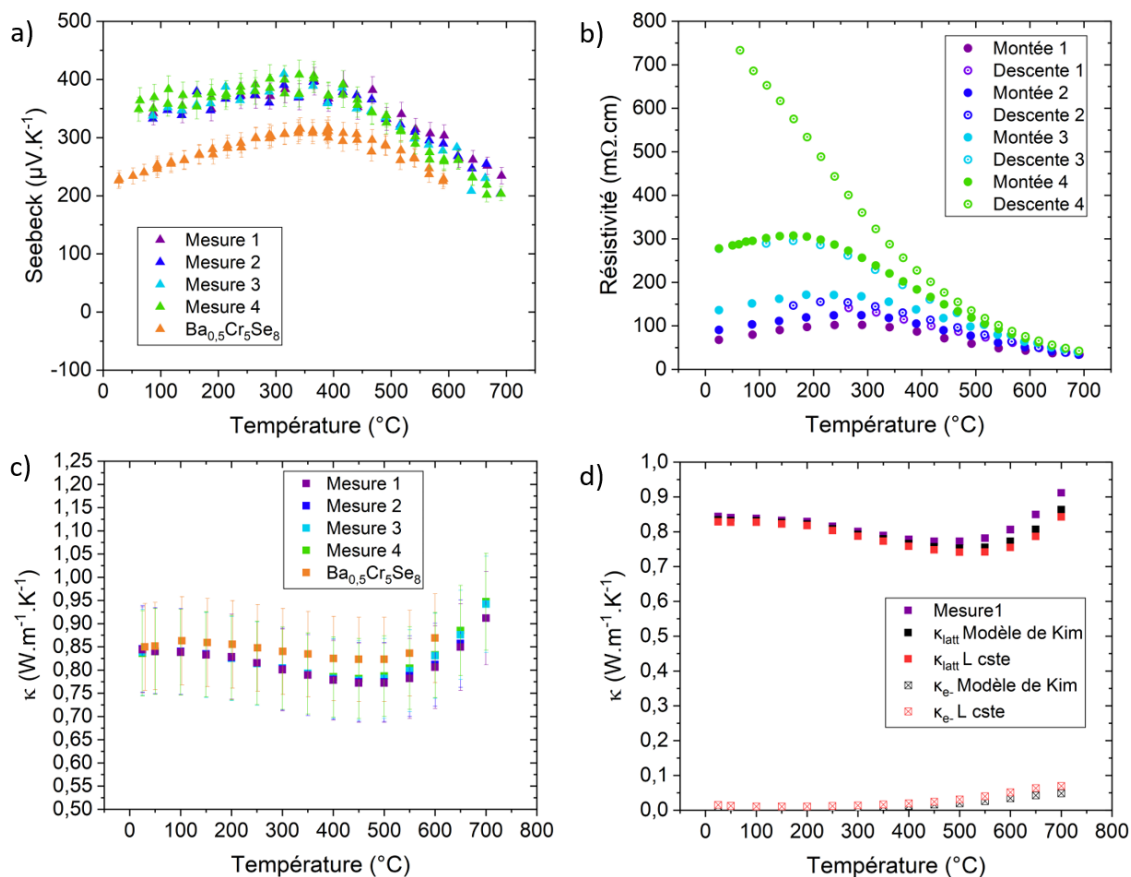 a)
500
400
300
200
100
0
-100
Seebeck (µV.K⁻¹)
Mesure 1
Mesure 2
Mesure 3
Mesure 4
Ba₀,₅Cr₅Se₈
0 100 200 300 400 500 600 700
Température (°C)
b)
800
700
600
500
400
300
200
100
0
Résistivité (mΩ.cm)
Montée 1
Descente 1
Montée 2
Descente 2
Montée 3
Descente 3
Montée 4
Descente 4
0 100 200 300 400 500 600 700
Température (°C)
c)
1,25
1,20
1,15
1,10
1,05
1,00
0,95
0,90
0,85
0,80
0,75
0,70
0,65
0,60
0,55
0,50
κ (W.m⁻¹.K⁻¹)
Mesure 1
Mesure 2
Mesure 3
Mesure 4
Ba₀,₅Cr₅Se₈
0 100 200 300 400 500 600 700 800
Température (°C)
d)
1,0
0,9
0,8
0,7
0,6
0,5
0,4
0,3
0,2
0,1
0,0
κ (W.m⁻¹.K⁻¹)
Mesure1
κlatt Modèle de Kim
κlatt L cste
κe- Modèle de Kim
κe- L cste
0 100 200 300 400 500 600 700 800
Température (°C)